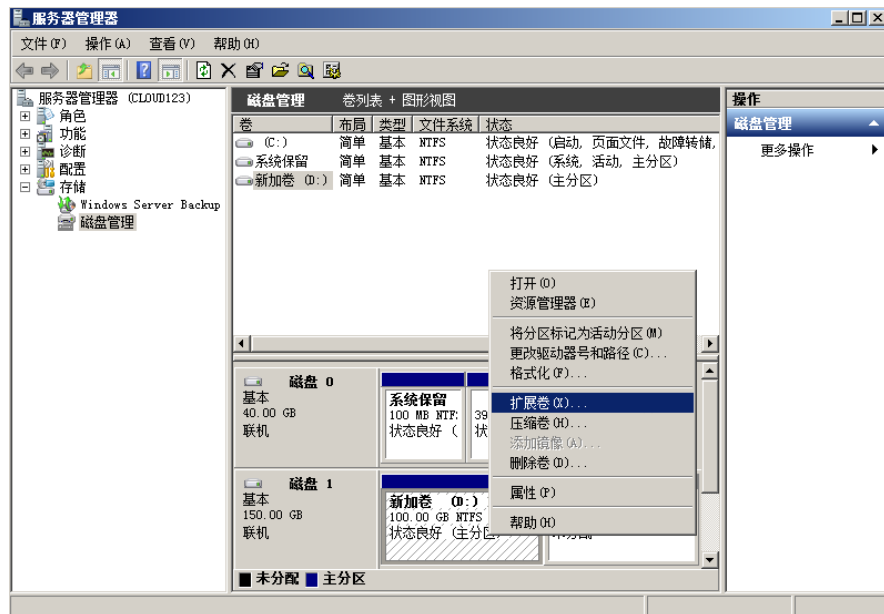 服务器管理器
文件(F) 操作(A) 查看(V) 帮助(H)
服务器管理器 (CLOUD123)
角色
功能
诊断
配置
存储
Windows Server Backup
磁盘管理
磁盘管理 卷列表 + 图形视图
卷 布局 类型 文件系统 状态
(C:) 简单 基本 NTFS 状态良好 (启动, 页面文件, 故障转储,
系统保留 简单 基本 NTFS 状态良好 (系统, 活动, 主分区)
新加卷 (D:) 简单 基本 NTFS 状态良好 (主分区)
打开(O)
资源管理器(E)
将分区标记为活动分区(M)
更改驱动器号和路径(C)...
格式化(F)...
扩展卷(X)...
压缩卷(H)...
添加镜像(A)...
删除卷(D)...
属性(P)
帮助(H)
磁盘 0
基本
40.00 GB
联机
系统保留
100 MB NTF:
状态良好 (
39
状
磁盘 1
基本
150.00 GB
联机
新加卷 (D:)
100.00 GB NTFS
状态良好 (主分区)
未分配 主分区
操作
磁盘管理
更多操作